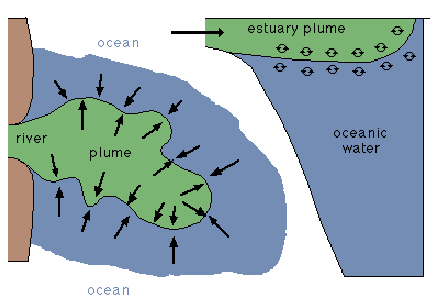 ocean
river
plume
ocean
estuary plume
oceanic
water